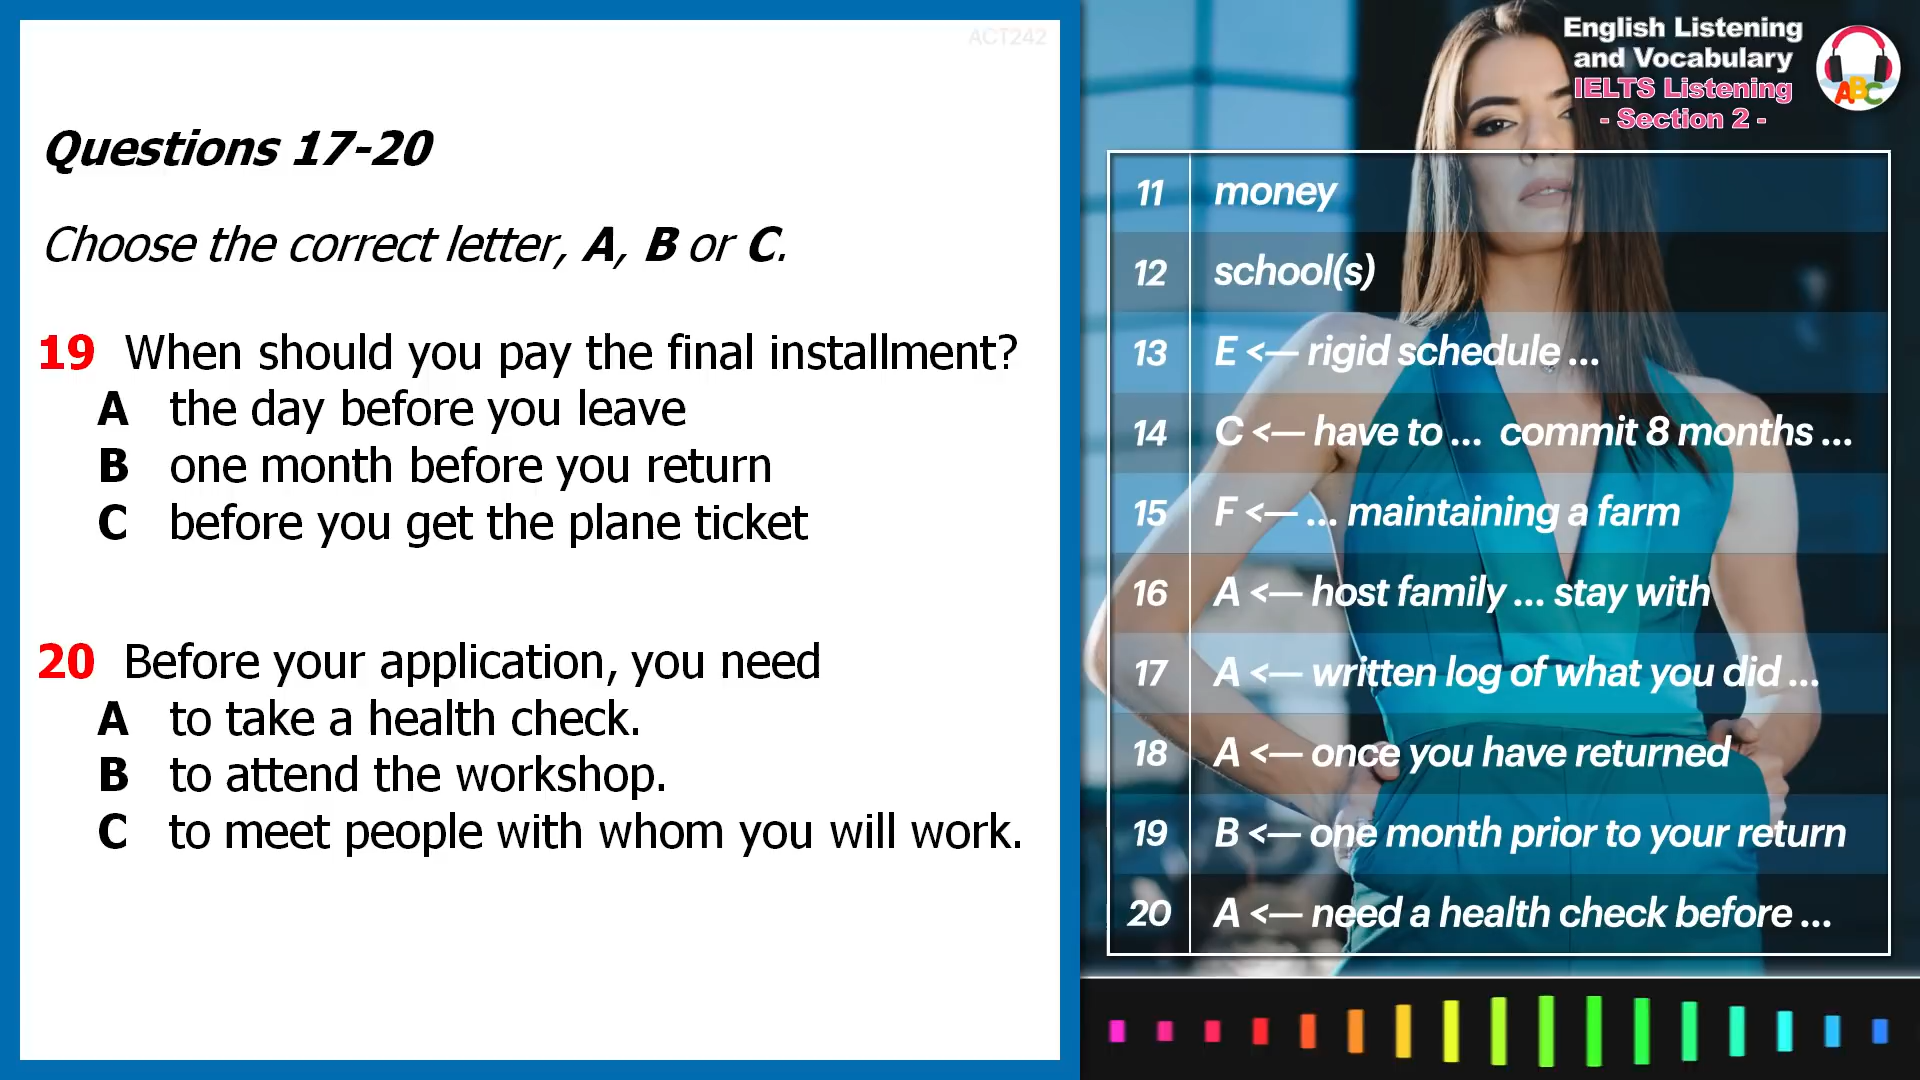 ACT242
Questions 17-20
Choose the correct letter, A, B or C.
19 When should you pay the final installment?
A the day before you leave
B one month before you return
C before you get the plane ticket
20 Before your application, you need
A to take a health check.
B to attend the workshop.
C to meet people with whom you will work.
English Listening
and Vocabulary
IELTS Listening
- Section 2 -
ABC
11 money
12 school(s)
13 E <— rigid schedule ...
14 C <— have to ... commit 8 months ...
15 F <— ... maintaining a farm
16 A <— host family ... stay with
17 A <— written log of what you did ...
18 A <— once you have returned
19 B <— one month prior to your return
20 A <— need a health check before ...